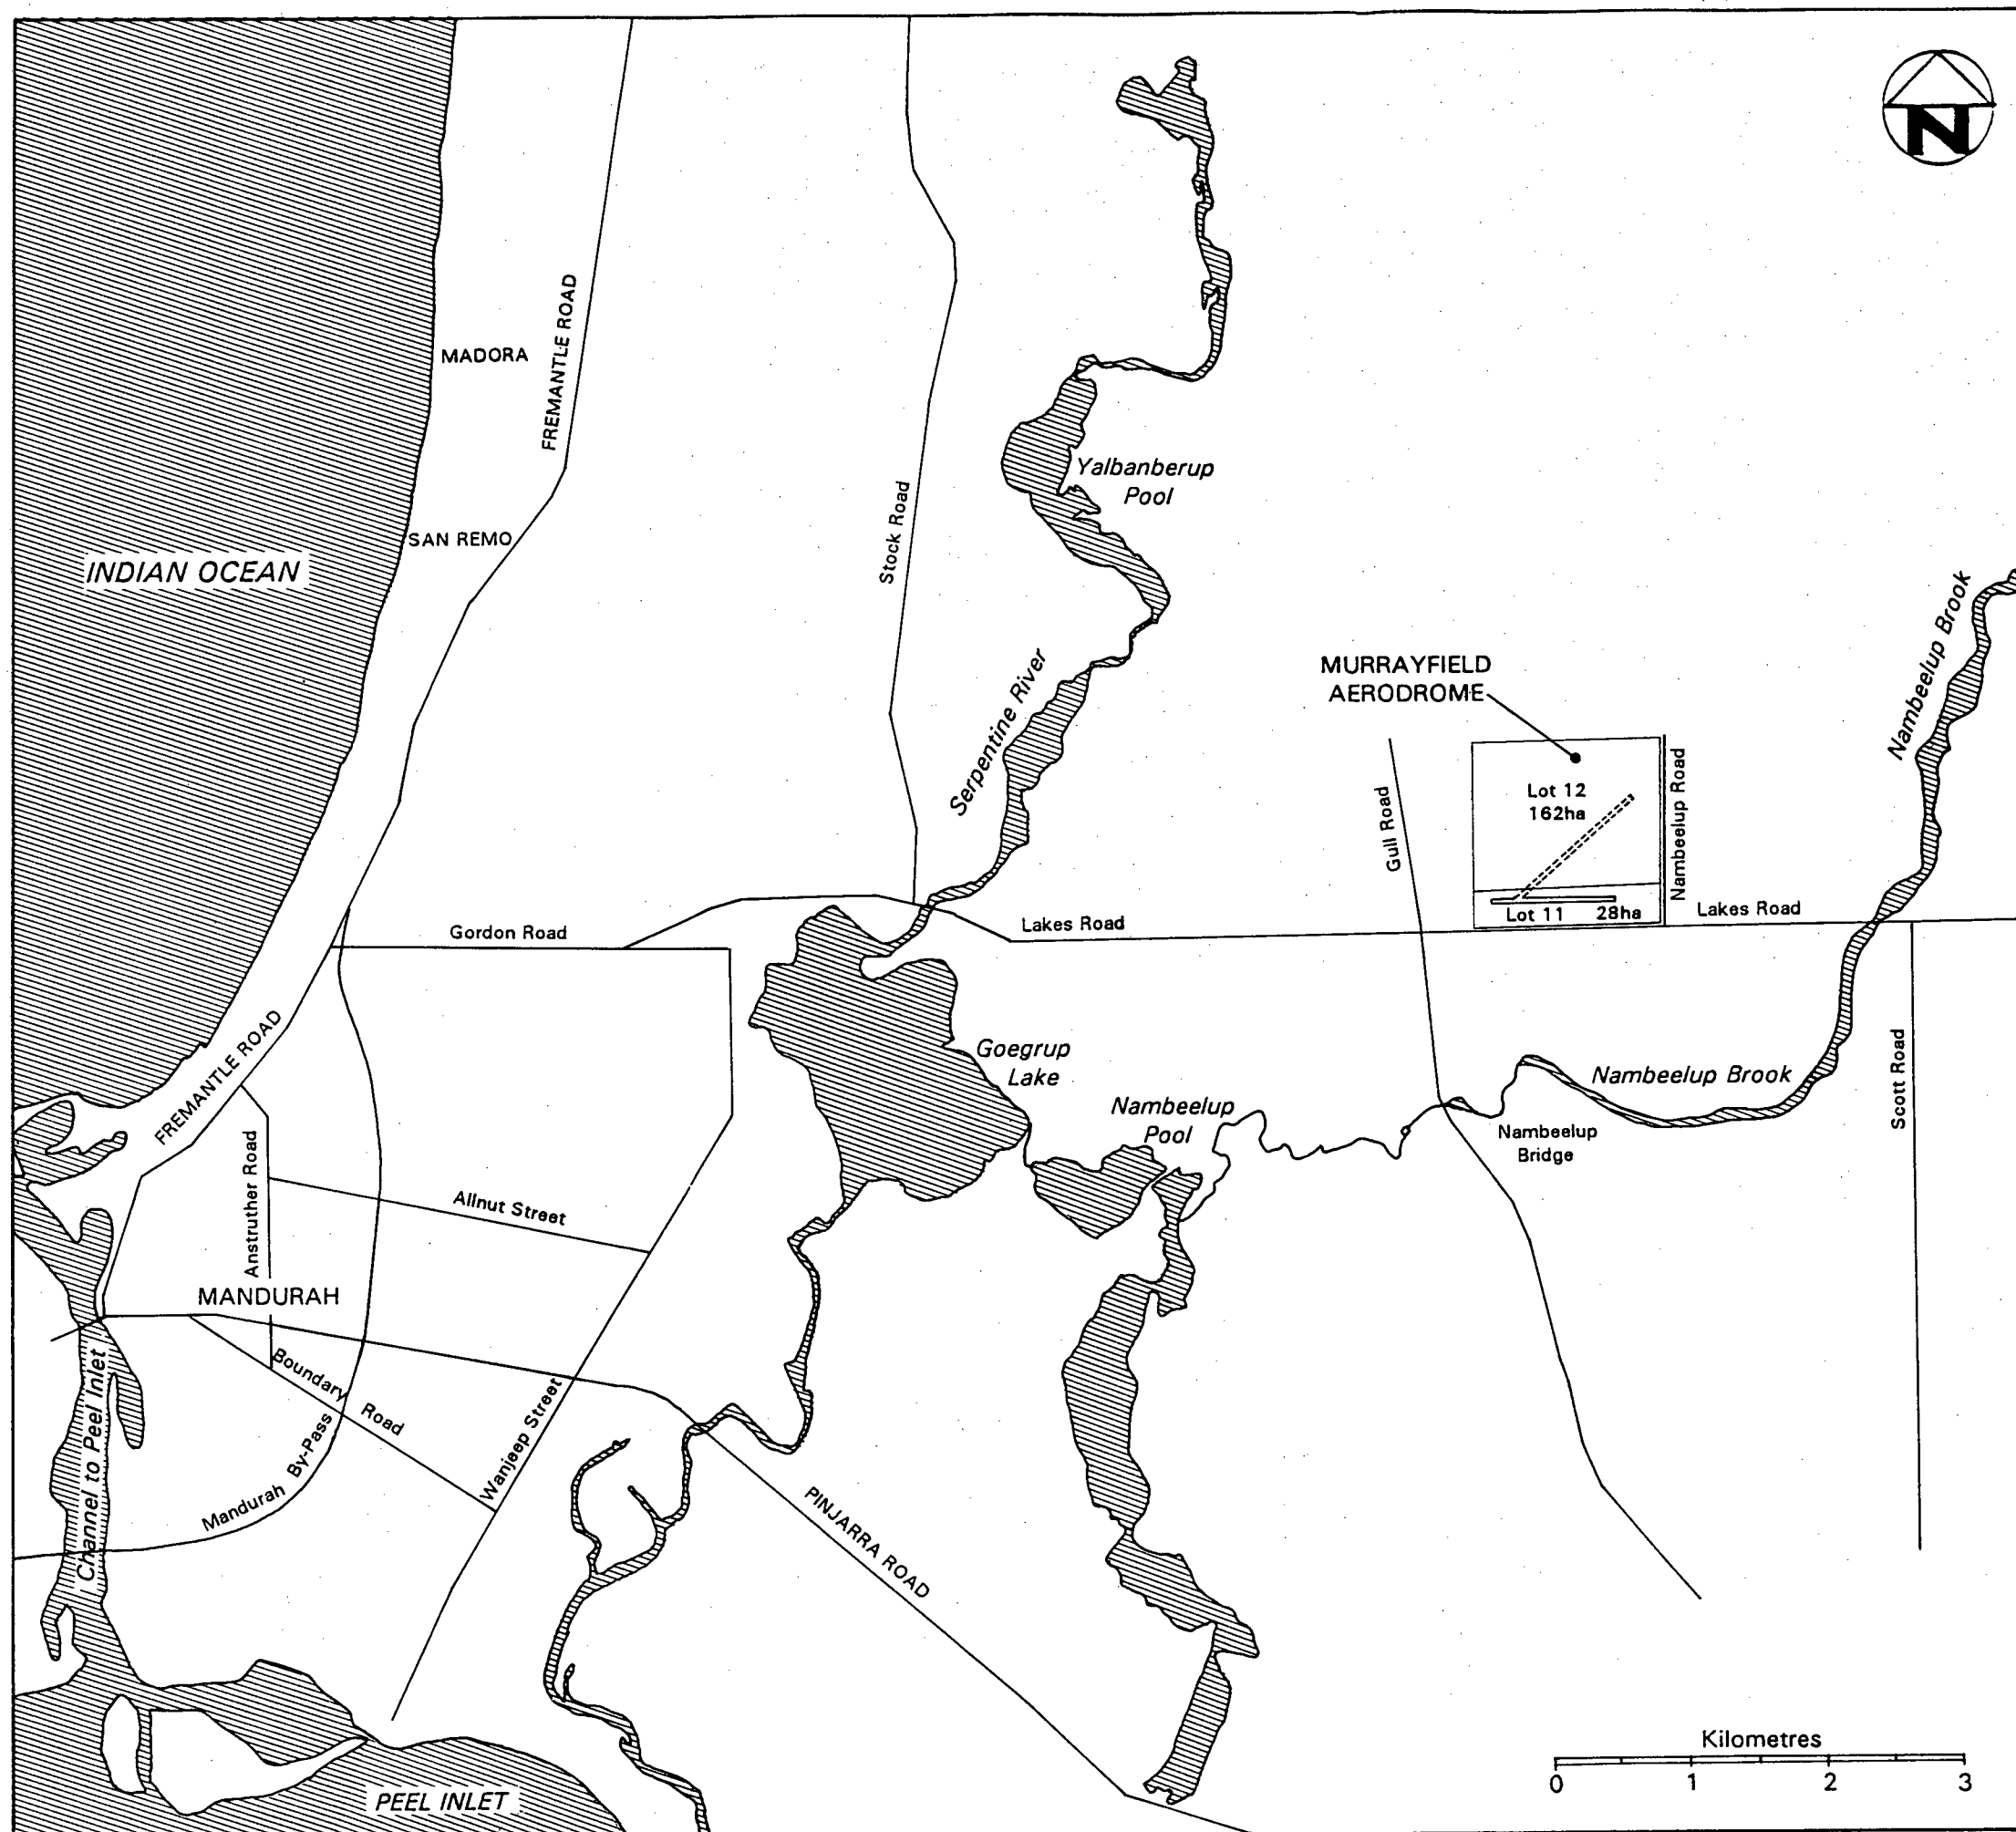 N
MADORA
FREMANTLE ROAD
Yalbanberup
Pool
Stock Road
SAN REMO
INDIAN OCEAN
Nambeelup Brook
Serpentine River
MURRAYFIELD
AERODROME
Lot 12
162ha
Nambeelup Road
Gull Road
Lot 11 28ha
Lakes Road
Lakes Road
Gordon Road
FREMANTLE ROAD
Goegrup
Lake
Nambeelup Brook
Scott Road
Nambeelup
Pool
Nambeelup
Bridge
Anstruther Road
Allnut Street
MANDURAH
Boundary Road
Wanjeep Street
Channel to Peel Inlet
Mandurah By-Pass
PINJARRA ROAD
PEEL INLET
Kilometres
0 1 2 3